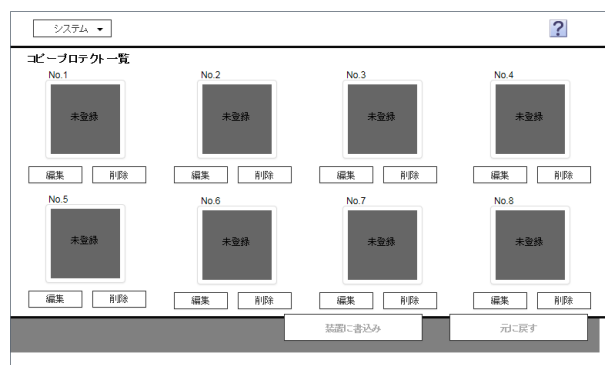 システム ▼
?
コピープロテクト一覧
No.1 No.2 No.3 No.4
未登録 未登録 未登録 未登録
編集 削除 編集 削除 編集 削除 編集 削除
No.5 No.6 No.7 No.8
未登録 未登録 未登録 未登録
編集 削除 編集 削除 編集 削除 編集 削除
装置に書込み 元に戻す